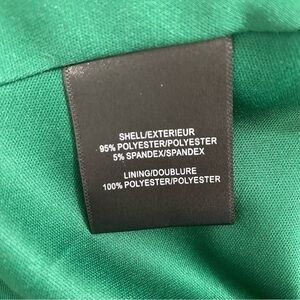 SHELL/EXTERIEUR
95% POLYESTER/POLYESTER
5% SPANDEX/SPANDEX
LINING/DOUBLURE
100% POLYESTER/POLYESTER